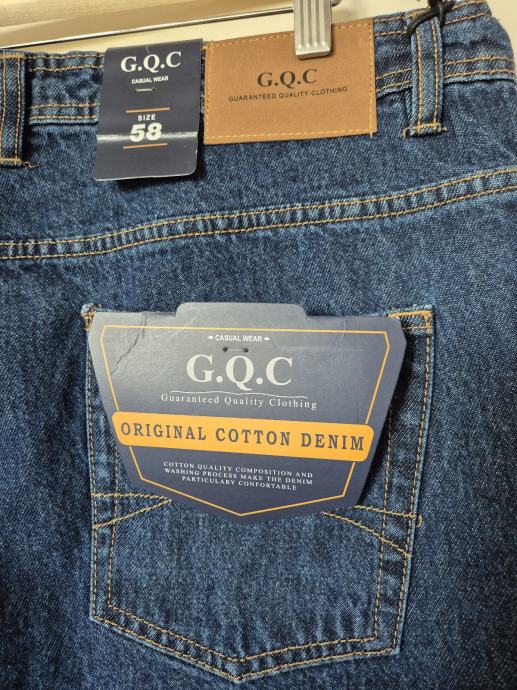 G.Q.C
CASUAL WEAR
SIZE
58
G.Q.C
GUARANTEED QUALITY CLOTHING
CASUAL WEAR
G.Q.C
Guaranteed Quality Clothing
ORIGINAL COTTON DENIM
COTTON QUALITY COMPOSITION AND
WASHING PROCESS MAKE THE DENIM
PARTICULARY CONFORTABLE